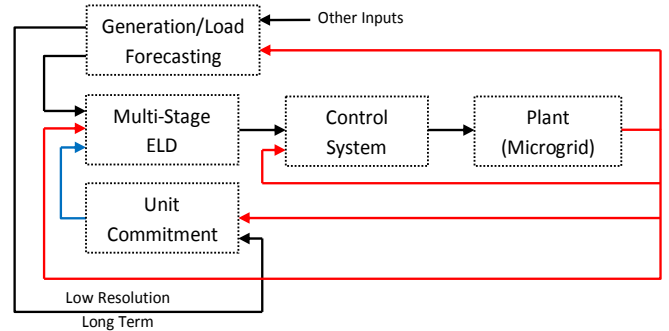 Generation/Load
Forecasting
Other Inputs
Multi-Stage
ELD
Control
System
Plant
(Microgrid)
Unit
Commitment
Low Resolution
Long Term